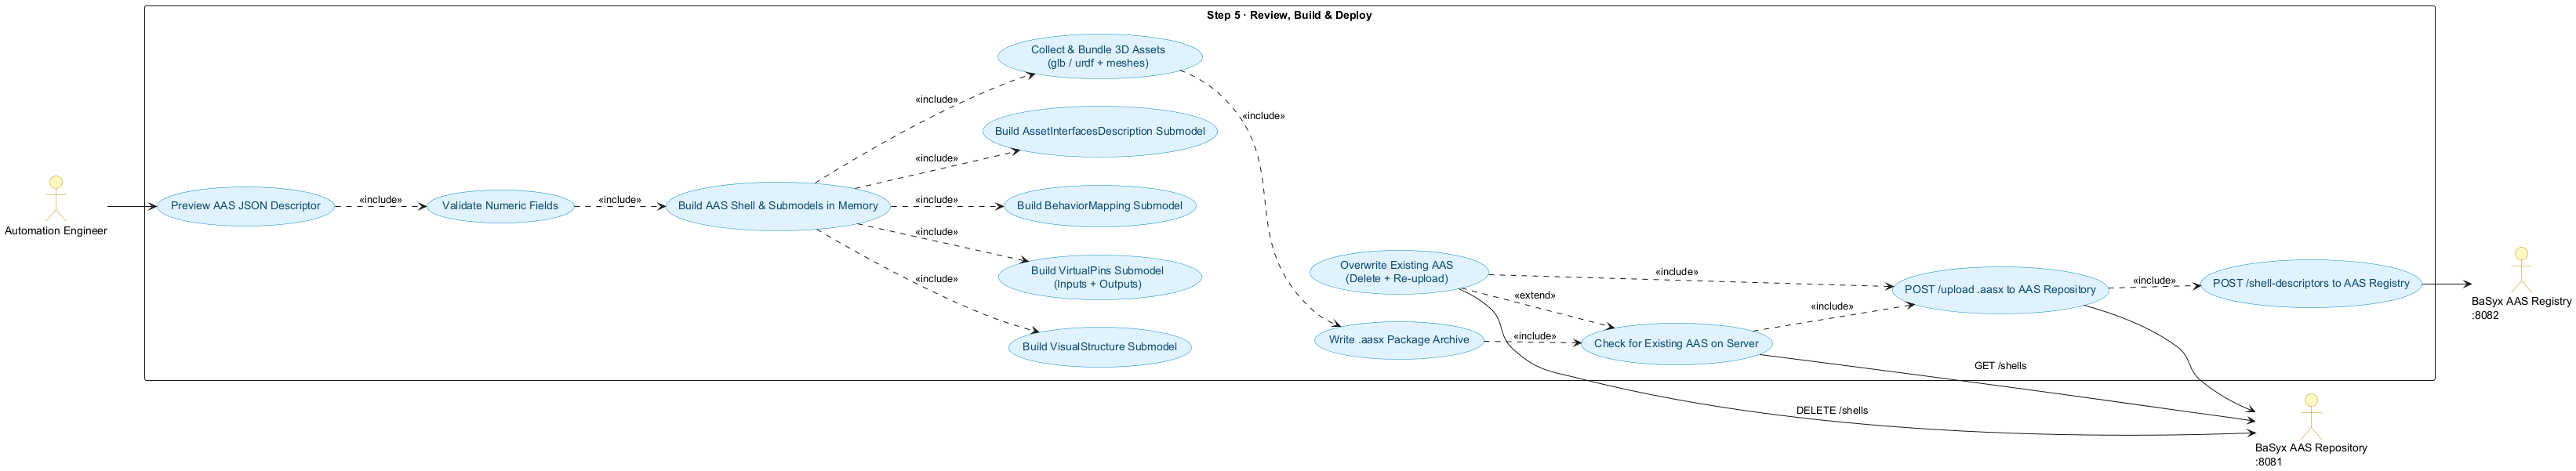 Step 5 · Review, Build & Deploy
Automation Engineer
Preview AAS JSON Descriptor
«include»
Validate Numeric Fields
«include»
Build AAS Shell & Submodels in Memory
«include»
Collect & Bundle 3D Assets
(glb / urdf + meshes)
«include»
Build AssetInterfacesDescription Submodel
«include»
Build BehaviorMapping Submodel
«include»
Build VirtualPins Submodel
(Inputs + Outputs)
«include»
Build VisualStructure Submodel
«include»
Overwrite Existing AAS
(Delete + Re-upload)
Write .aasx Package Archive
«include»
«extend»
«include»
Check for Existing AAS on Server
«include»
POST /upload .aasx to AAS Repository
«include»
POST /shell-descriptors to AAS Registry
GET /shells
DELETE /shells
BaSyx AAS Registry
:8082
BaSyx AAS Repository
:8081